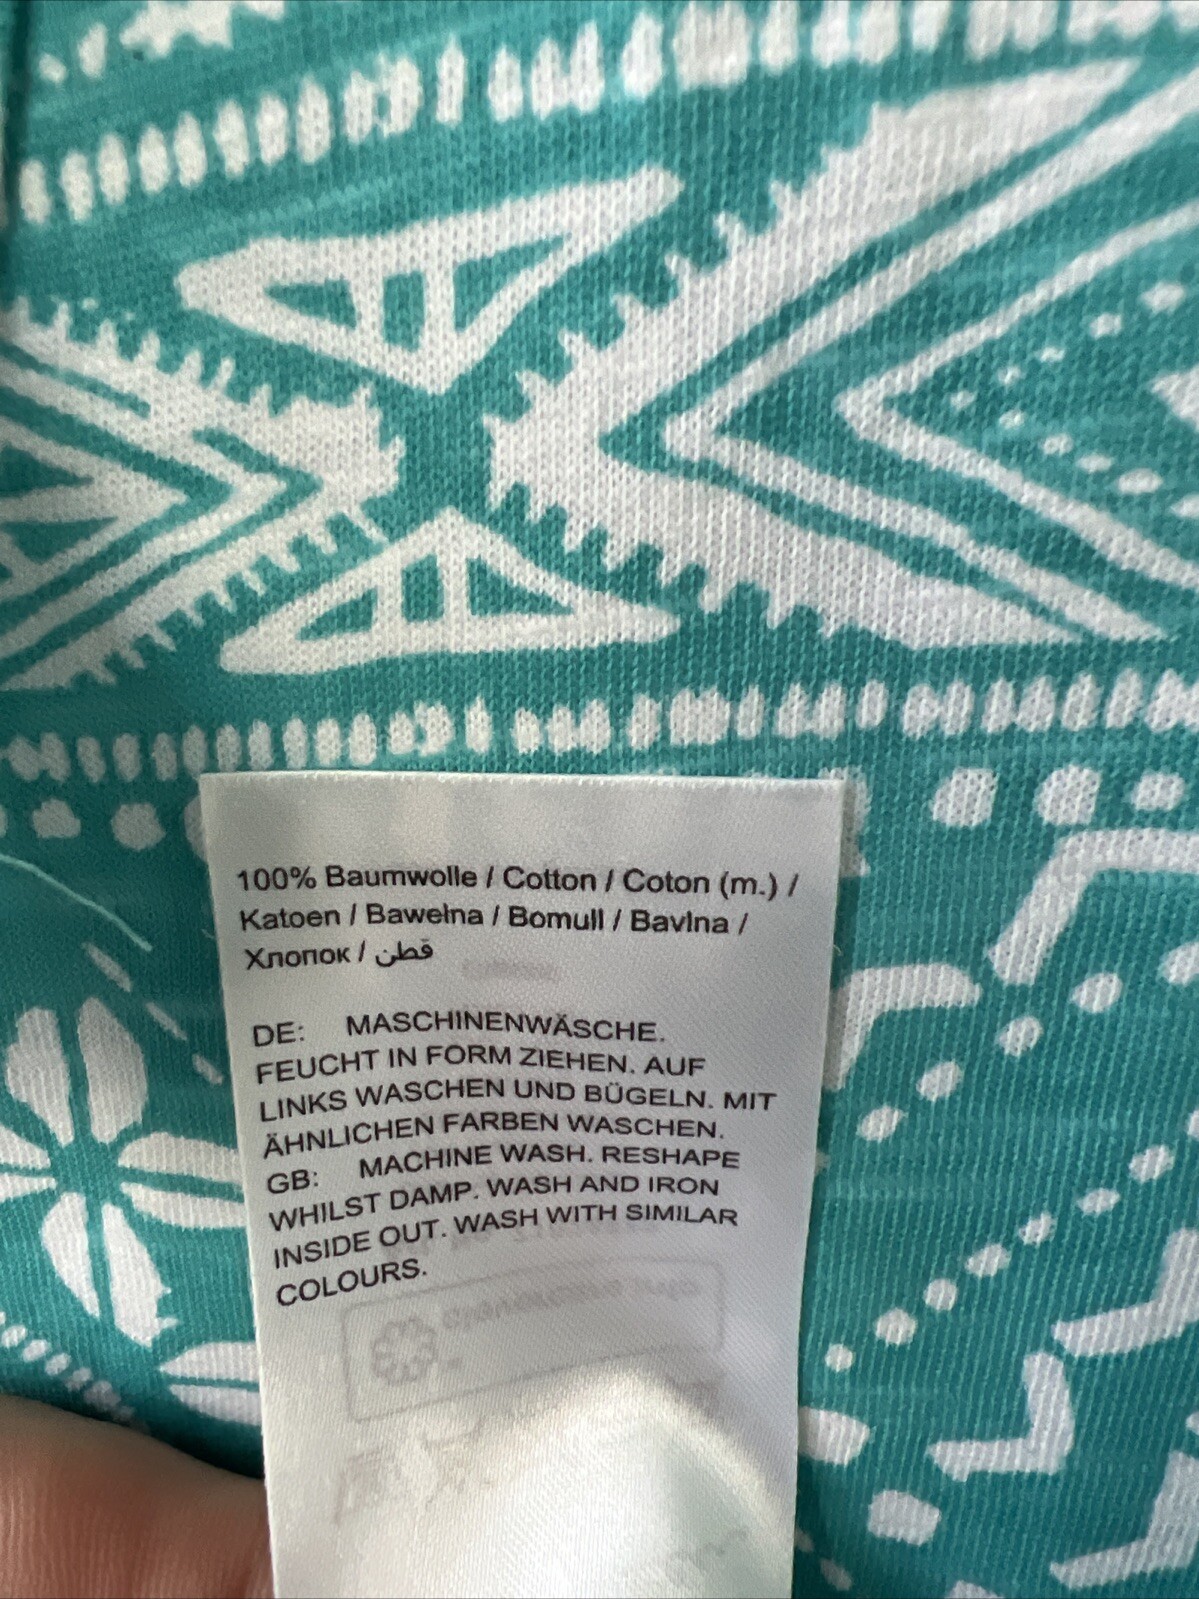 100% Baumwolle / Cotton / Coton (m.) /
Katoen / Bawełna / Bomull / Bavlna /
Хлопок / قطن
DE: MASCHINENWÄSCHE.
FEUCHT IN FORM ZIEHEN. AUF
LINKS WASCHEN UND BÜGELN. MIT
ÄHNLICHEN FARBEN WASCHEN.
GB: MACHINE WASH. RESHAPE
WHILST DAMP. WASH AND IRON
INSIDE OUT. WASH WITH SIMILAR
COLOURS.